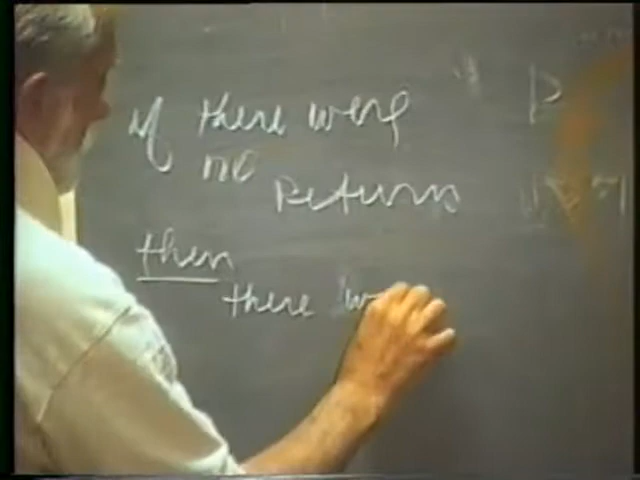 if there were
no
Returns
then
there w